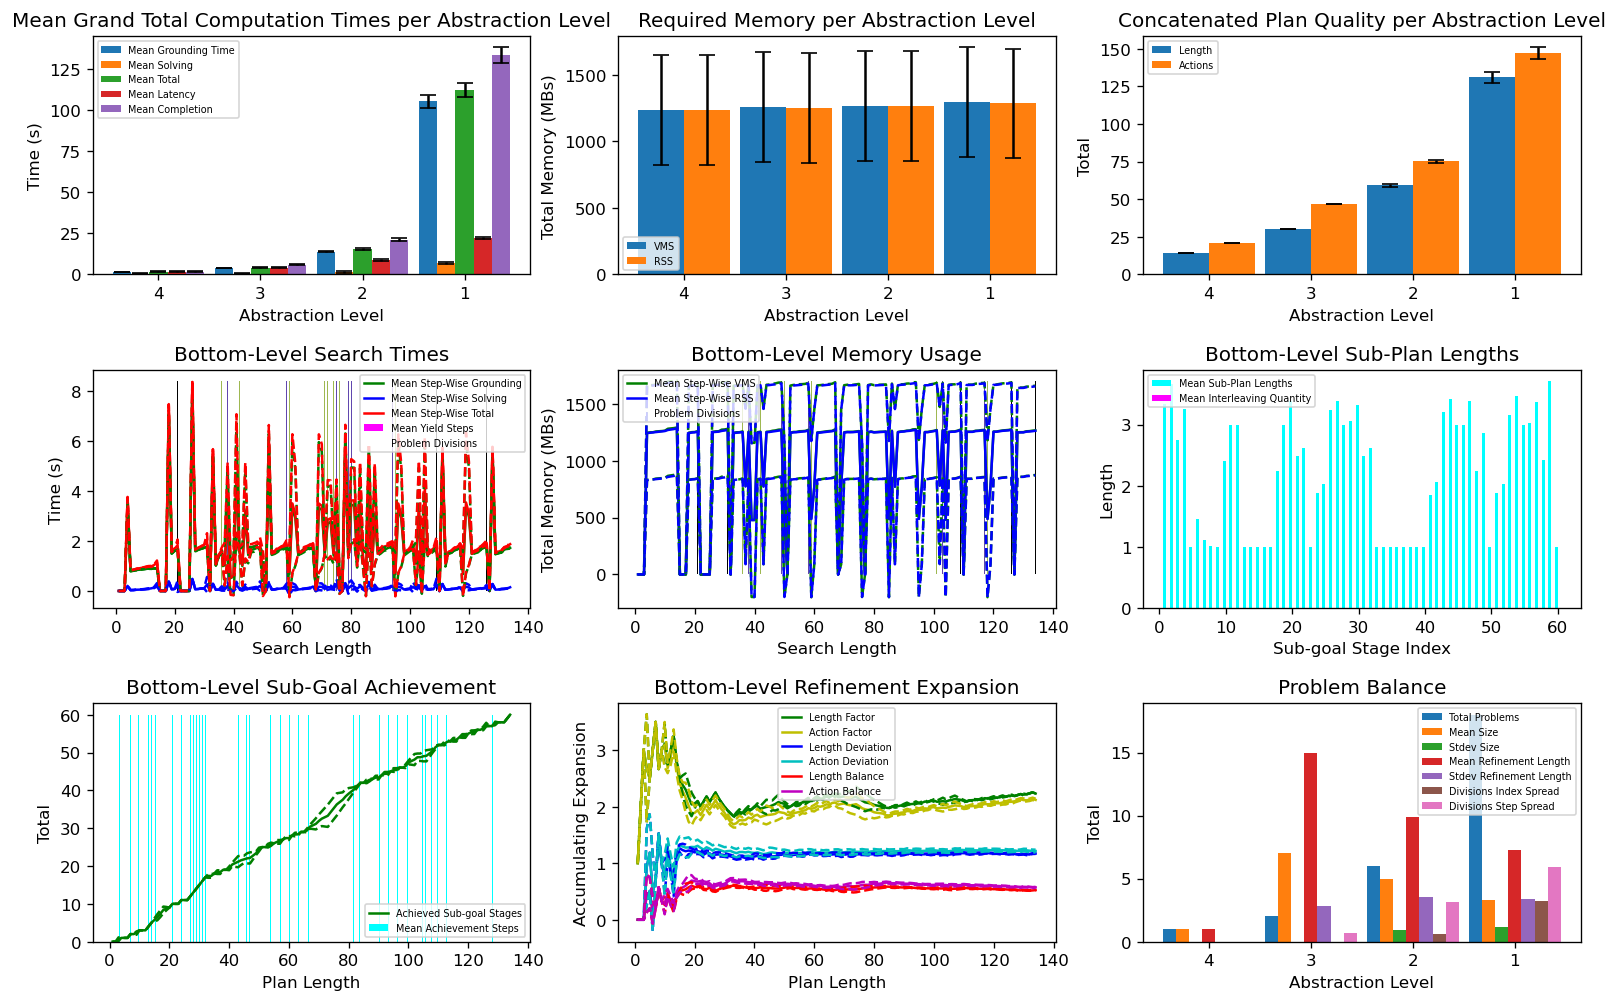 Mean Grand Total Computation Times per Abstraction Level
Time (s)
125
100
75
50
25
0
Mean Grounding Time
Mean Solving
Mean Total
Mean Latency
Mean Completion
4 3 2 1
Abstraction Level
Required Memory per Abstraction Level
Total Memory (MBs)
1500
1000
500
0
VMS
RSS
4 3 2 1
Abstraction Level
Concatenated Plan Quality per Abstraction Level
Total
150
125
100
75
50
25
0
Length
Actions
4 3 2 1
Abstraction Level
Bottom-Level Search Times
Time (s)
8
6
4
2
0
Mean Step-Wise Grounding
Mean Step-Wise Solving
Mean Step-Wise Total
Mean Yield Steps
Problem Divisions
0 20 40 60 80 100 120 140
Search Length
Bottom-Level Memory Usage
Total Memory (MBs)
1500
1000
500
0
Mean Step-Wise VMS
Mean Step-Wise RSS
Problem Divisions
0 20 40 60 80 100 120 140
Search Length
Bottom-Level Sub-Plan Lengths
Length
3
2
1
0
Mean Sub-Plan Lengths
Mean Interleaving Quantity
0 10 20 30 40 50 60
Sub-goal Stage Index
Bottom-Level Sub-Goal Achievement
Total
60
50
40
30
20
10
0
Achieved Sub-goal Stages
Mean Achievement Steps
0 20 40 60 80 100 120 140
Plan Length
Bottom-Level Refinement Expansion
Accumulating Expansion
3
2
1
0
Length Factor
Action Factor
Length Deviation
Action Deviation
Length Balance
Action Balance
0 20 40 60 80 100 120 140
Plan Length
Problem Balance
Total
15
10
5
0
Total Problems
Mean Size
Stdev Size
Mean Refinement Length
Stdev Refinement Length
Divisions Index Spread
Divisions Step Spread
4 3 2 1
Abstraction Level